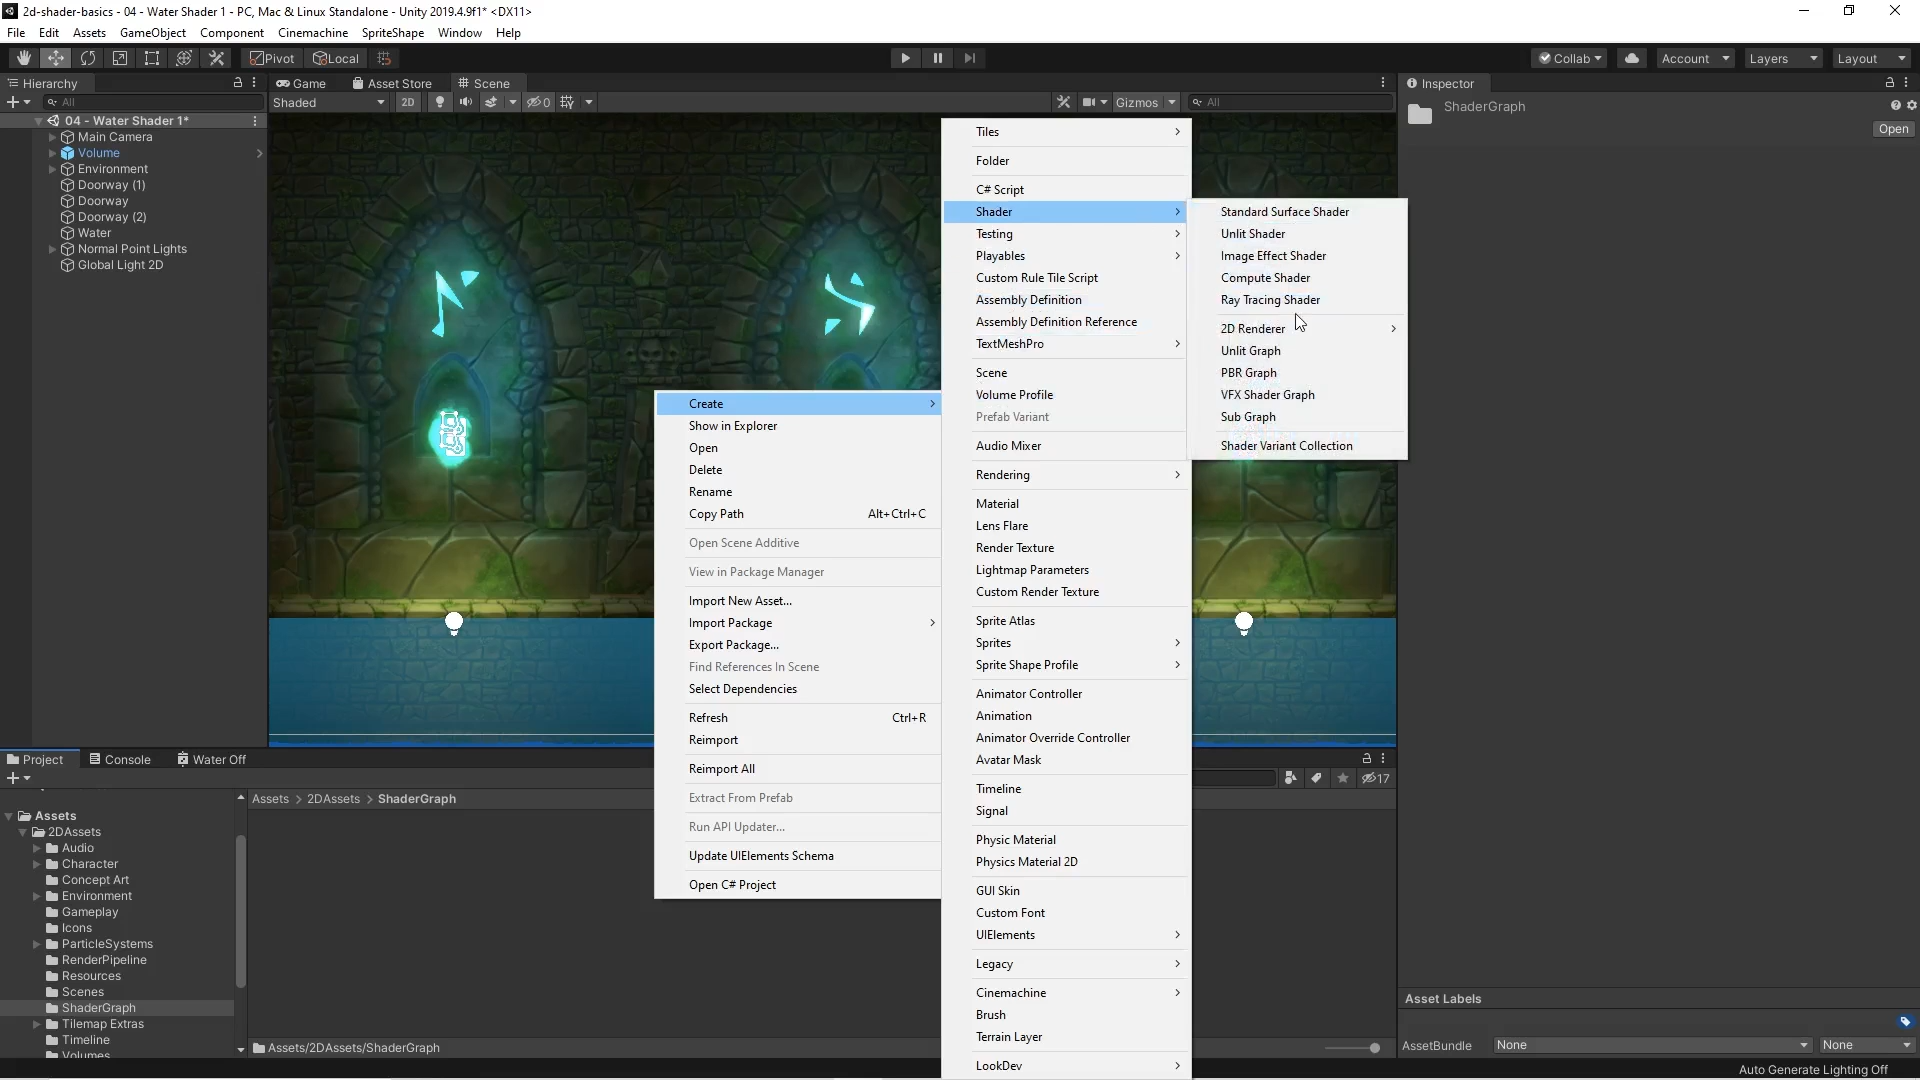 2d-shader-basics - 04 - Water Shader 1 - PC, Mac & Linux Standalone - Unity 2019.4.9f1* <DX11>
File Edit Assets GameObject Component Cinemachine SpriteShape Window Help
Pivot Local Collab Account Layers Layout
Hierarchy Game Asset Store Scene Inspector
All Shaded 2D 0 Gizmos All ShaderGraph
Open
04 - Water Shader 1*
Main Camera
Volume
Environment
Doorway (1)
Doorway
Doorway (2)
Water
Normal Point Lights
Global Light 2D
Create
Show in Explorer
Open
Delete
Rename
Copy Path Alt+Ctrl+C
Open Scene Additive
View in Package Manager
Import New Asset...
Import Package
Export Package...
Find References In Scene
Select Dependencies
Refresh Ctrl+R
Reimport
Reimport All
Extract From Prefab
Run API Updater...
Update UIElements Schema
Open C# Project
Tiles
Folder
C# Script
Shader
Testing
Playables
Custom Rule Tile Script
Assembly Definition
Assembly Definition Reference
TextMeshPro
Scene
Volume Profile
Prefab Variant
Audio Mixer
Rendering
Material
Lens Flare
Render Texture
Lightmap Parameters
Custom Render Texture
Sprite Atlas
Sprites
Sprite Shape Profile
Animator Controller
Animation
Animator Override Controller
Avatar Mask
Timeline
Signal
Physic Material
Physics Material 2D
GUI Skin
Custom Font
UIElements
Legacy
Cinemachine
Brush
Terrain Layer
LookDev
Standard Surface Shader
Unlit Shader
Image Effect Shader
Compute Shader
Ray Tracing Shader
2D Renderer
Unlit Graph
PBR Graph
VFX Shader Graph
Sub Graph
Shader Variant Collection
Project Console Water Off
17
Assets > 2DAssets > ShaderGraph
Assets
2DAssets
Audio
Character
Concept Art
Environment
Gameplay
Icons
ParticleSystems
RenderPipeline
Resources
Scenes
ShaderGraph
Tilemap Extras
Timeline
Volumes
Assets/2DAssets/ShaderGraph
Asset Labels
AssetBundle None None
Auto Generate Lighting Off